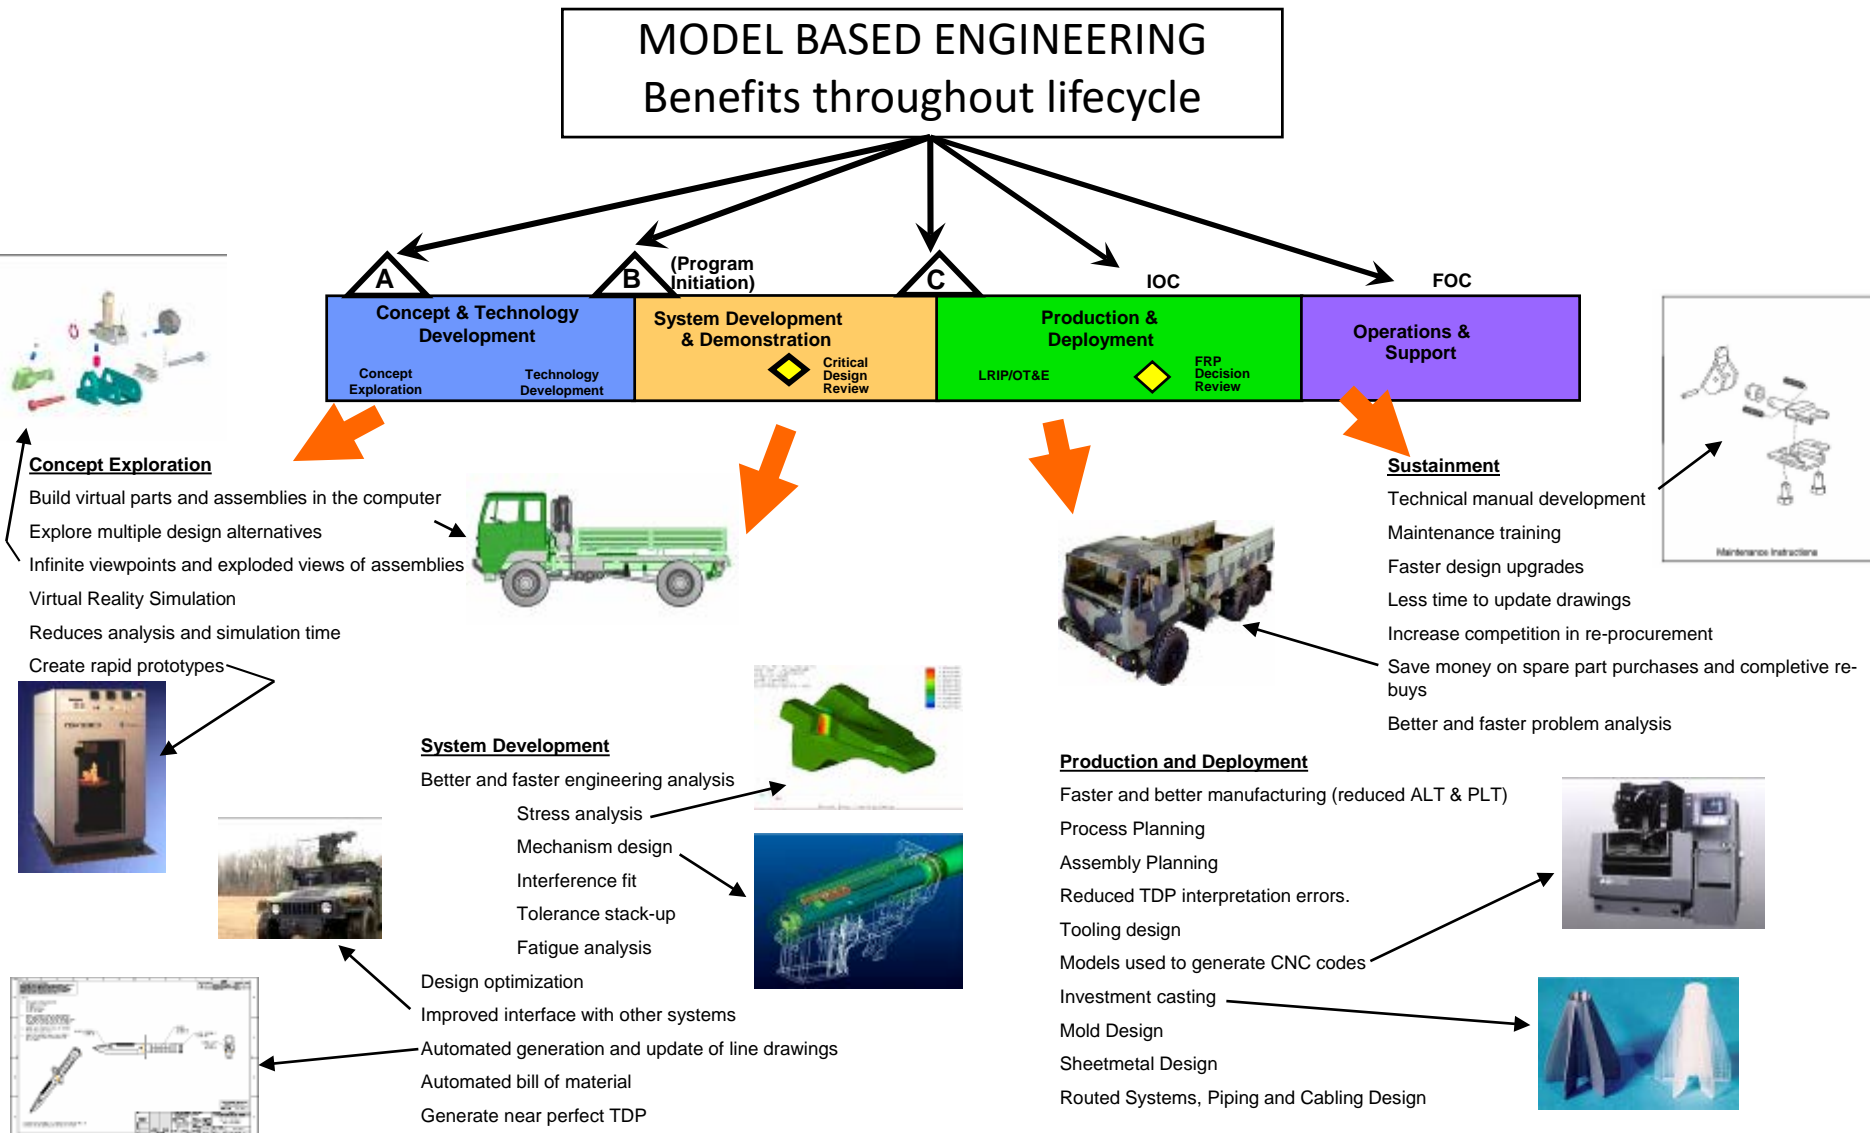 MODEL BASED ENGINEERING
Benefits throughout lifecycle
A
B
(Program
Initiation)
C
IOC
FOC
Concept & Technology
Development
Concept
Exploration
Technology
Development
System Development
& Demonstration
Critical
Design
Review
Production &
Deployment
LRIP/OT&E
FRP
Decision
Review
Operations &
Support
Concept Exploration
Build virtual parts and assemblies in the computer
Explore multiple design alternatives
Infinite viewpoints and exploded views of assemblies
Virtual Reality Simulation
Reduces analysis and simulation time
Create rapid prototypes
System Development
Better and faster engineering analysis
Stress analysis
Mechanism design
Interference fit
Tolerance stack-up
Fatigue analysis
Design optimization
Improved interface with other systems
Automated generation and update of line drawings
Automated bill of material
Generate near perfect TDP
Sustainment
Technical manual development
Maintenance training
Faster design upgrades
Less time to update drawings
Increase competition in re-procurement
Save money on spare part purchases and completive re-
buys
Better and faster problem analysis
Maintenance Instructions
Production and Deployment
Faster and better manufacturing (reduced ALT & PLT)
Process Planning
Assembly Planning
Reduced TDP interpretation errors.
Tooling design
Models used to generate CNC codes
Investment casting
Mold Design
Sheetmetal Design
Routed Systems, Piping and Cabling Design